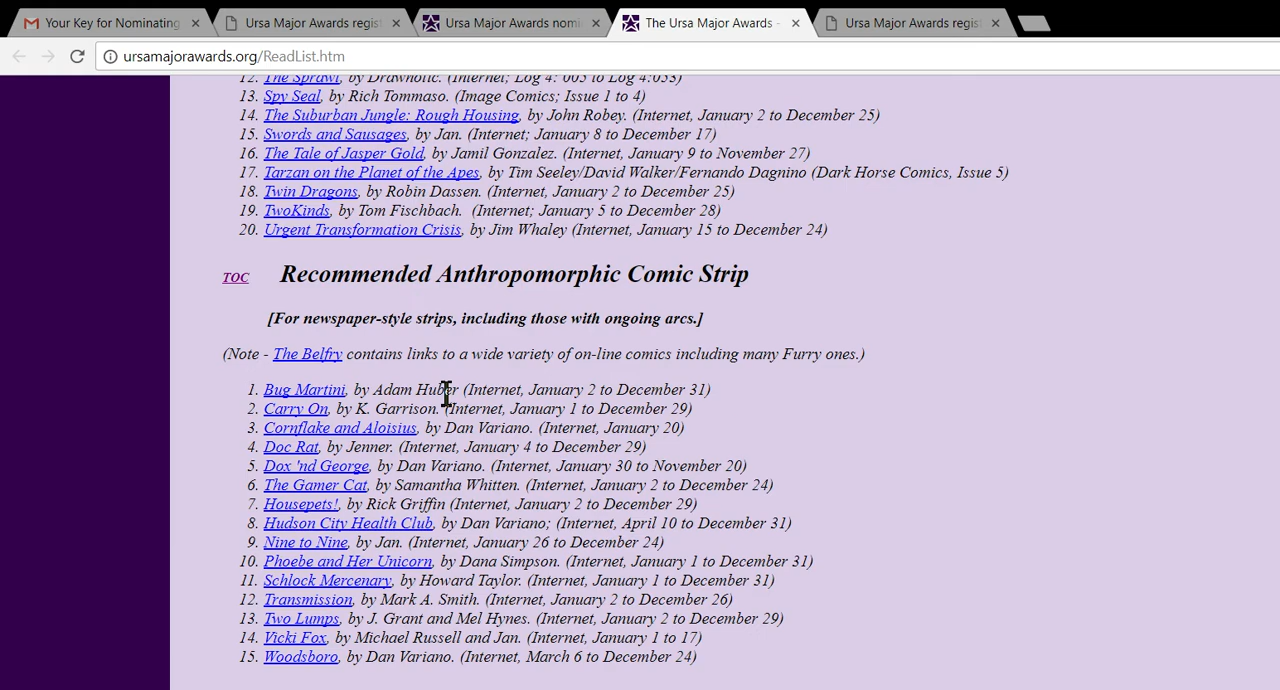 Your Key for Nominating
Ursa Major Awards regis
Ursa Major Awards nomi
The Ursa Major Awards -
Ursa Major Awards regis
ursamajorawards.org/ReadList.htm
12. The Sprawl, by Drawholic. (Internet; Log 4: 005 to Log 4:053)
13. Spy Seal, by Rich Tommaso. (Image Comics; Issue 1 to 4)
14. The Suburban Jungle: Rough Housing, by John Robey. (Internet, January 2 to December 25)
15. Swords and Sausages, by Jan. (Internet; January 8 to December 17)
16. The Tale of Jasper Gold, by Jamil Gonzalez. (Internet, January 9 to November 27)
17. Tarzan on the Planet of the Apes, by Tim Seeley/David Walker/Fernando Dagnino (Dark Horse Comics, Issue 5)
18. Twin Dragons, by Robin Dassen. (Internet, January 2 to December 25)
19. TwoKinds, by Tom Fischbach. (Internet; January 5 to December 28)
20. Urgent Transformation Crisis, by Jim Whaley (Internet, January 15 to December 24)
TOC Recommended Anthropomorphic Comic Strip
[For newspaper-style strips, including those with ongoing arcs.]
(Note - The Belfry contains links to a wide variety of on-line comics including many Furry ones.)
1. Bug Martini, by Adam Huber (Internet, January 2 to December 31)
2. Carry On, by K. Garrison. (Internet, January 1 to December 29)
3. Cornflake and Aloisius, by Dan Variano. (Internet, January 20)
4. Doc Rat, by Jenner. (Internet, January 4 to December 29)
5. Dox 'nd George, by Dan Variano. (Internet, January 30 to November 20)
6. The Gamer Cat, by Samantha Whitten. (Internet, January 2 to December 24)
7. Housepets!, by Rick Griffin (Internet, January 2 to December 29)
8. Hudson City Health Club, by Dan Variano; (Internet, April 10 to December 31)
9. Nine to Nine, by Jan. (Internet, January 26 to December 24)
10. Phoebe and Her Unicorn, by Dana Simpson. (Internet, January 1 to December 31)
11. Schlock Mercenary, by Howard Taylor. (Internet, January 1 to December 31)
12. Transmission, by Mark A. Smith. (Internet, January 2 to December 26)
13. Two Lumps, by J. Grant and Mel Hynes. (Internet, January 2 to December 29)
14. Vicki Fox, by Michael Russell and Jan. (Internet, January 1 to 17)
15. Woodsboro, by Dan Variano. (Internet, March 6 to December 24)